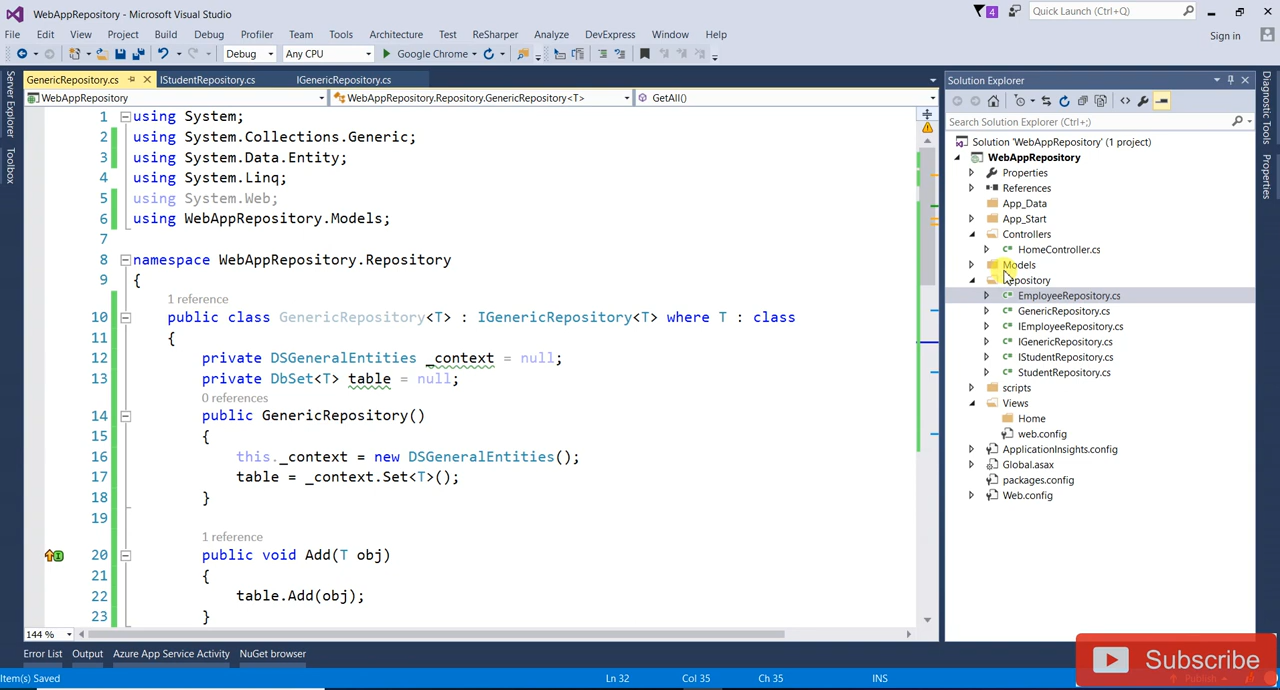 WebAppRepository - Microsoft Visual Studio
4
Quick Launch (Ctrl+Q)
File Edit View Project Build Debug Profiler Team Tools Architecture Test ReSharper Analyze DevExpress Window Help
Sign in
Debug Any CPU Google Chrome
Server Explorer
Toolbox
GenericRepository.cs IStudentRepository.cs IGenericRepository.cs
WebAppRepository WebAppRepository.Repository.GenericRepository<T> GetAll()
1 using System;
2 using System.Collections.Generic;
3 using System.Data.Entity;
4 using System.Linq;
5 using System.Web;
6 using WebAppRepository.Models;
7
8 namespace WebAppRepository.Repository
9 {
1 reference
10 public class GenericRepository<T> : IGenericRepository<T> where T : class
11 {
12 private DSGeneralEntities _context = null;
13 private DbSet<T> table = null;
0 references
14 public GenericRepository()
15 {
16 this._context = new DSGeneralEntities();
17 table = _context.Set<T>();
18 }
19
1 reference
20 public void Add(T obj)
21 {
22 table.Add(obj);
23 }
144 %
Solution Explorer
Search Solution Explorer (Ctrl+;)
Solution 'WebAppRepository' (1 project)
WebAppRepository
Properties
References
App_Data
App_Start
Controllers
HomeController.cs
Models
Repository
EmployeeRepository.cs
GenericRepository.cs
IEmployeeRepository.cs
IGenericRepository.cs
IStudentRepository.cs
StudentRepository.cs
scripts
Views
Home
web.config
ApplicationInsights.config
Global.asax
packages.config
Web.config
Diagnostic Tools
Properties
Error List Output Azure App Service Activity NuGet browser
Item(s) Saved Ln 32 Col 35 Ch 35 INS
Publish
Subscribe